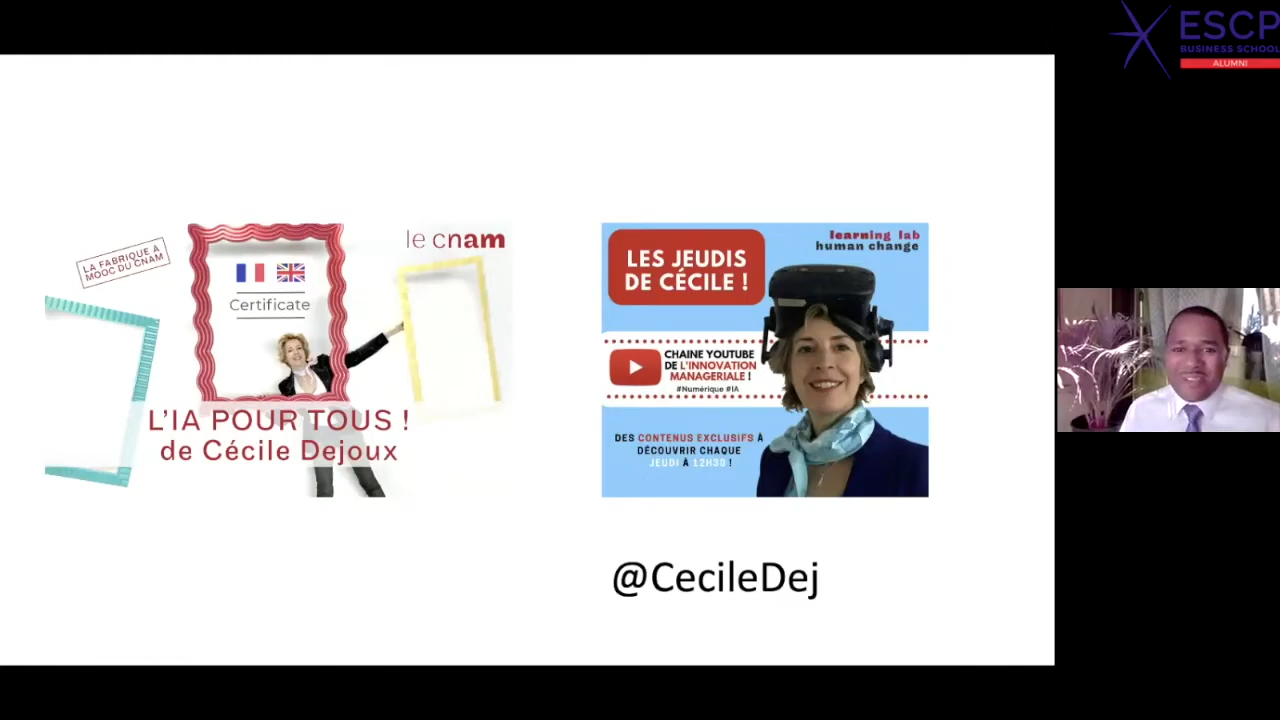 ESCP
BUSINESS SCHOOL
ALUMNI
LA FABRIQUE À
MOOC DU CNAM
le cnam
Certificate
L'IA POUR TOUS !
de Cécile Dejoux
LES JEUDIS
DE CÉCILE !
learning lab
human change
CHAINE YOUTUBE
DE L'INNOVATION
MANAGERIALE !
#Numérique #IA
DES CONTENUS EXCLUSIFS À
DÉCOUVRIR CHAQUE
JEUDI À 12H30 !
@CecileDej